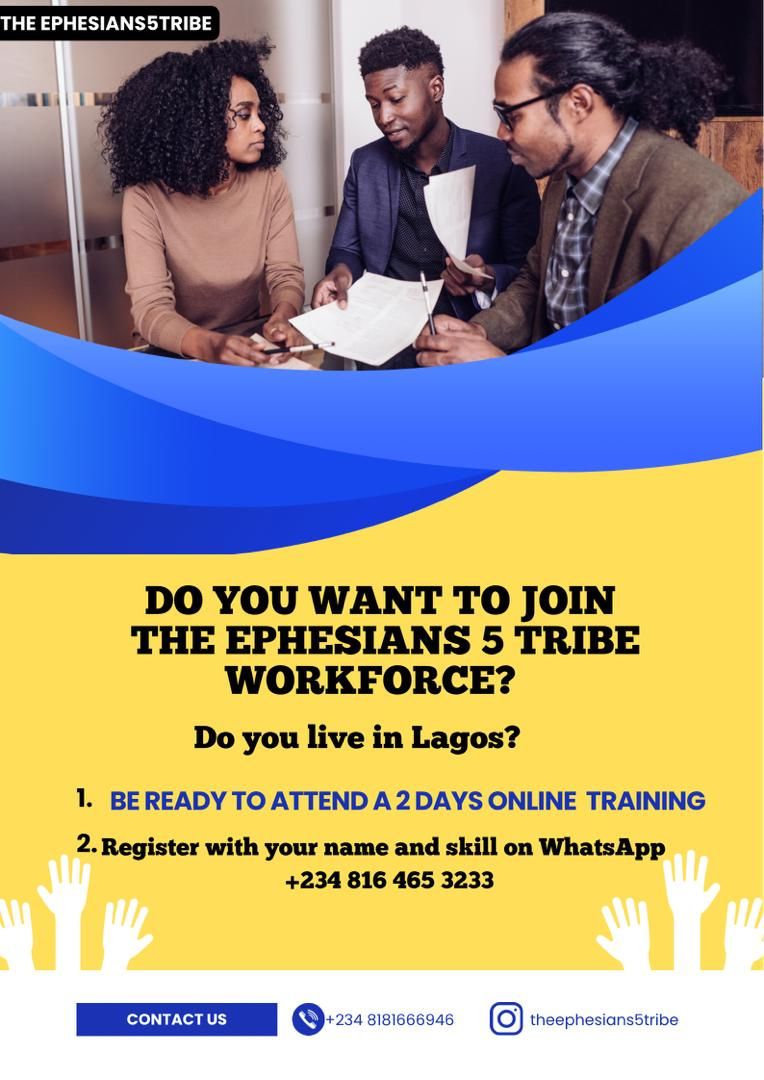 THE EPHESIANS5TRIBE
DO YOU WANT TO JOIN
THE EPHESIANS 5 TRIBE
WORKFORCE?
Do you live in Lagos?
1. BE READY TO ATTEND A 2 DAYS ONLINE TRAINING
2. Register with your name and skill on WhatsApp
+234 816 465 3233
CONTACT US +234 8181666946 theephesians5tribe